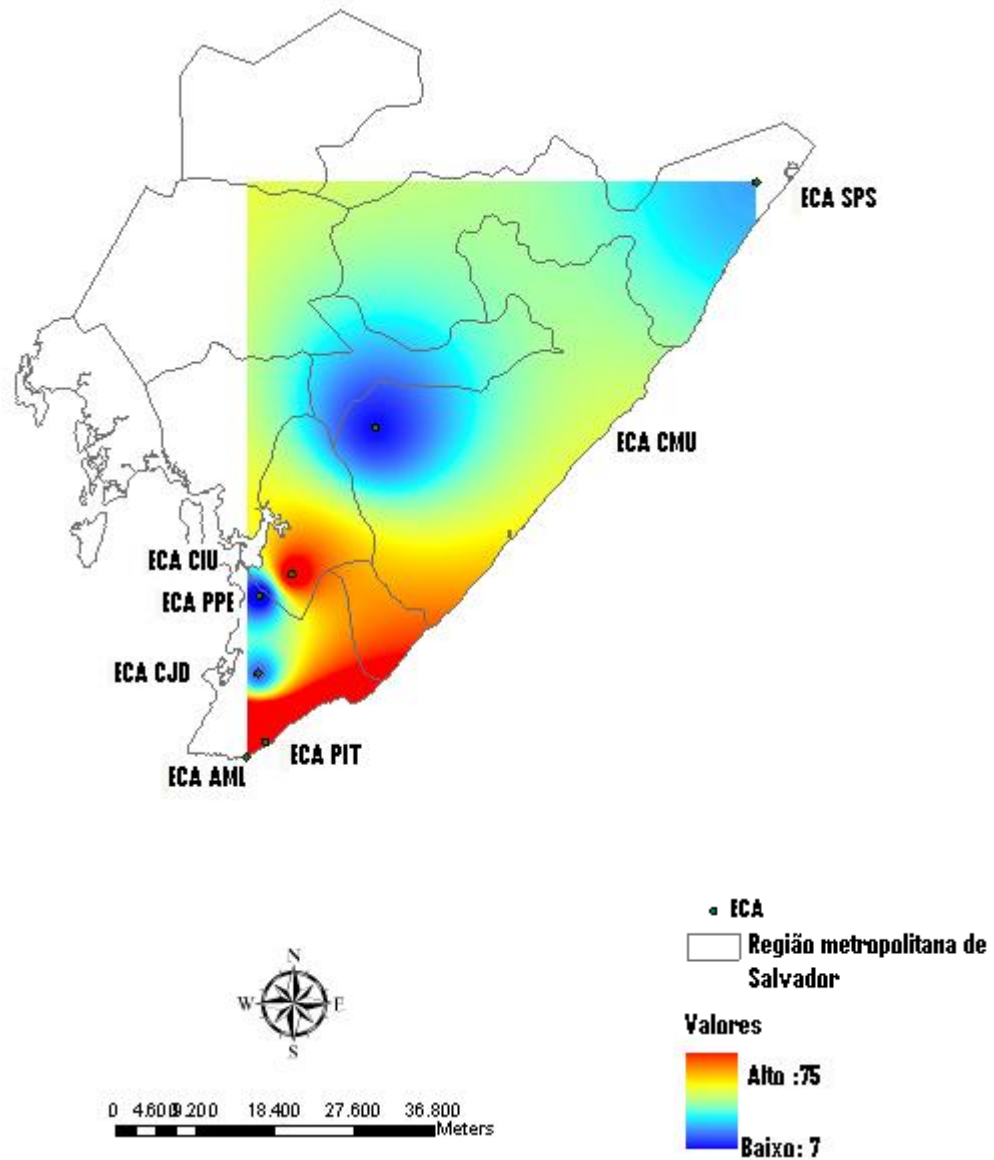 ECA SPS
ECA CMU
ECA CIU
ECA PPE
ECA CJD
ECA PIT
ECA AML
ECA
Região metropolitana de
Salvador
N
W E
S
Valores
Alto :75
Baixo: 7
0 4.600 9.200 18.400 27.600 36.800
Meters